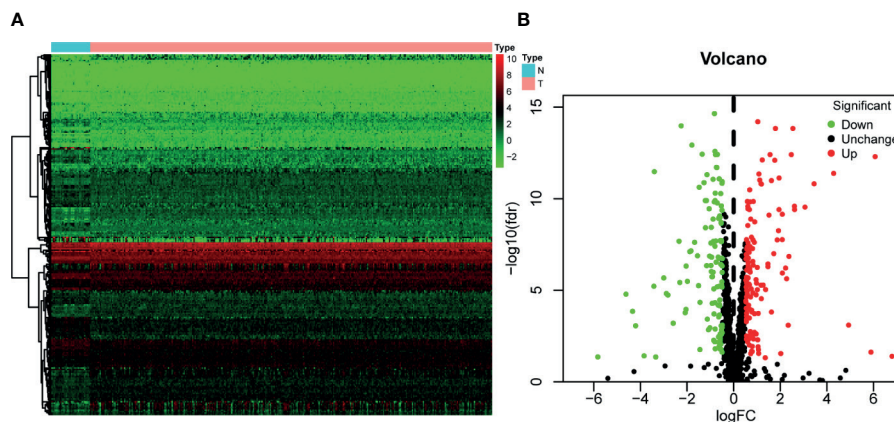 A
Type
10
8
6
4
2
0
−2
Type
N
T
B
Volcano
Significant
Down
Unchange
Up
15
10
5
0
−log10(fdr)
−6
−4
−2
0
2
4
6
logFC